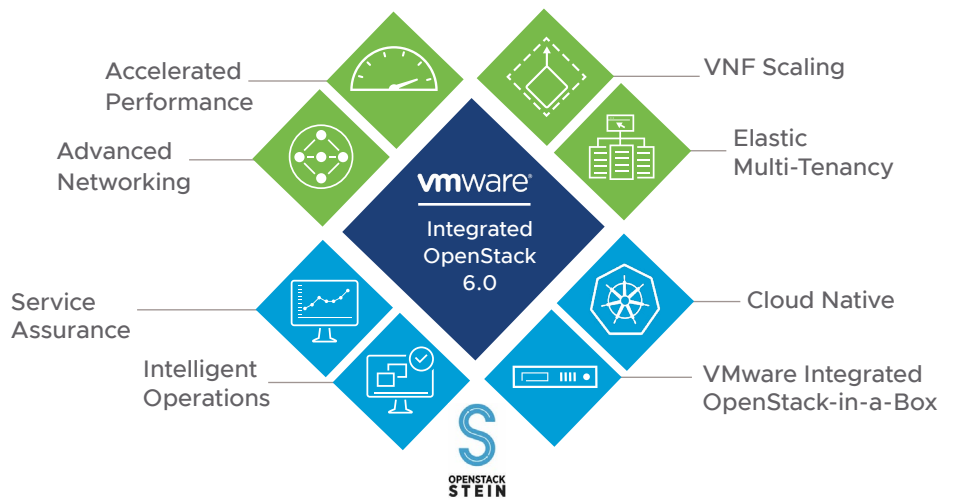 Accelerated
Performance
Advanced
Networking
VNF Scaling
Elastic
Multi-Tenancy
vmware®
Integrated
OpenStack
6.0
Service
Assurance
Intelligent
Operations
Cloud Native
VMware Integrated
OpenStack-in-a-Box
OPENSTACK
STEIN